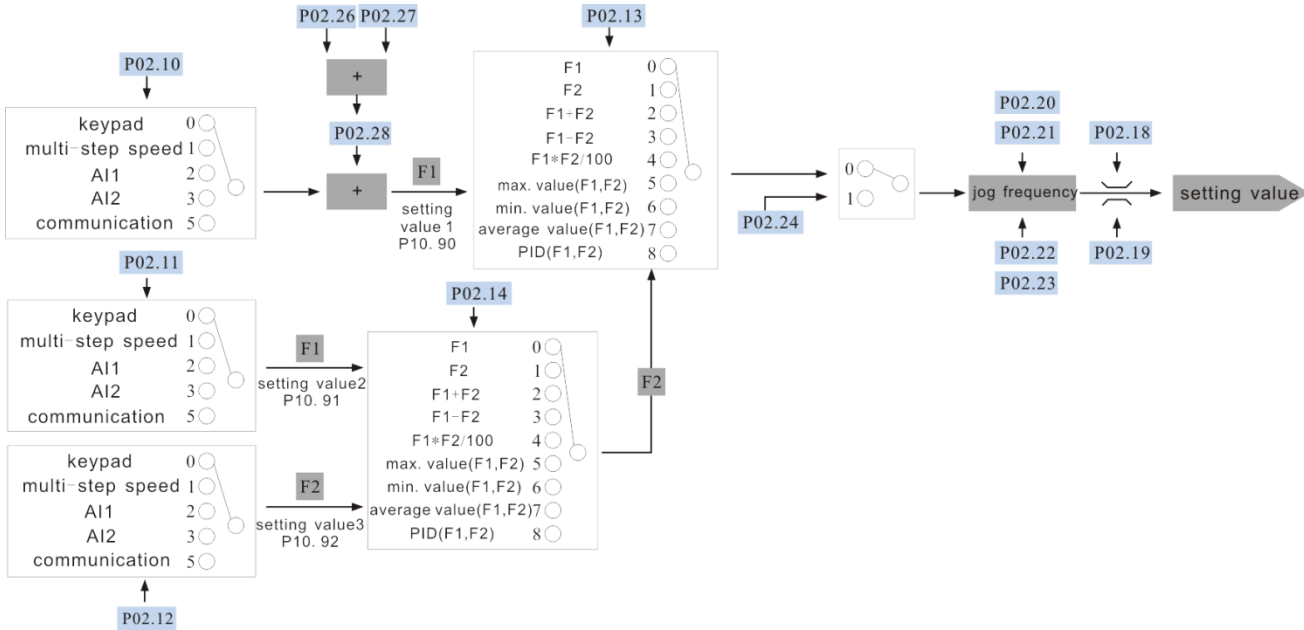 P02.26 P02.27
+
P02.28
+
P02.10
keypad 0
multi-step speed 1
AI1 2
AI2 3
communication 5
F1
setting
value 1
P10. 90
P02.13
F1 0
F2 1
F1+F2 2
F1-F2 3
F1*F2/100 4
max. value(F1,F2) 5
min. value(F1,F2) 6
average value(F1,F2) 7
PID(F1,F2) 8
P02.24
0
1
P02.20
P02.21
jog frequency
P02.22
P02.23
P02.18
P02.19
setting value
P02.11
keypad 0
multi-step speed 1
AI1 2
AI2 3
communication 5
F1
setting value2
P10. 91
P02.14
F1 0
F2 1
F1+F2 2
F1-F2 3
F1*F2/100 4
max. value(F1,F2) 5
min. value(F1,F2) 6
average value(F1,F2)7
PID(F1,F2) 8
F2
keypad 0
multi-step speed 1
AI1 2
AI2 3
communication 5
P02.12
F2
setting value3
P10. 92